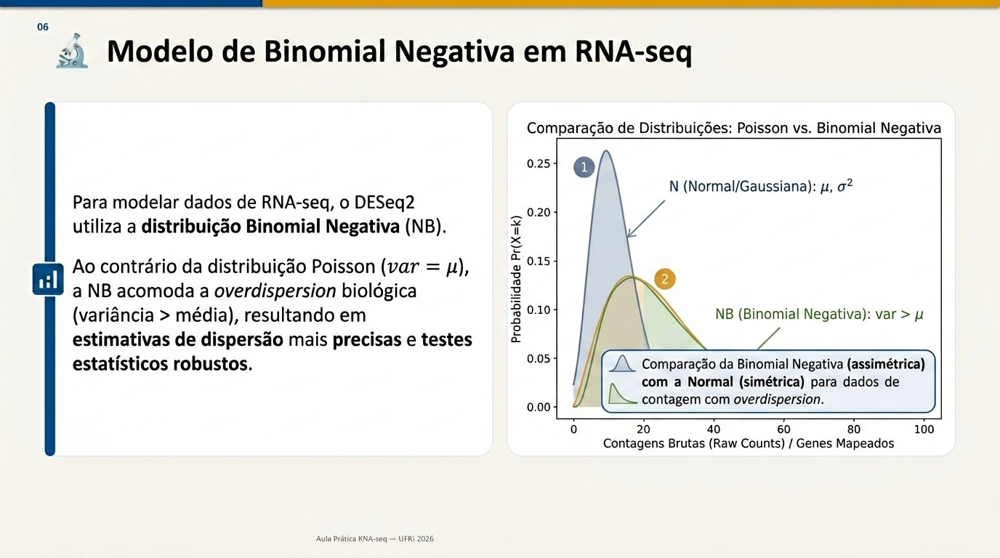 06
Modelo de Binomial Negativa em RNA-seq
Para modelar dados de RNA-seq, o DESeq2
utiliza a distribuição Binomial Negativa (NB).
Ao contrário da distribuição Poisson (var = μ),
a NB acomoda a overdispersion biológica
(variância > média), resultando em
estimativas de dispersão mais precisas e testes
estatísticos robustos.
Comparação de Distribuições: Poisson vs. Binomial Negativa
Probabilidade Pr(X=k)
0.25
0.20
0.15
0.10
0.05
0.00
1
N (Normal/Gaussiana): μ, σ²
2
NB (Binomial Negativa): var > μ
Comparação da Binomial Negativa (assimétrica)
com a Normal (simétrica) para dados de
contagem com overdispersion.
0 20 40 60 80 100
Contagens Brutas (Raw Counts) / Genes Mapeados
Aula Prática KNA-seq — UFRi 2026